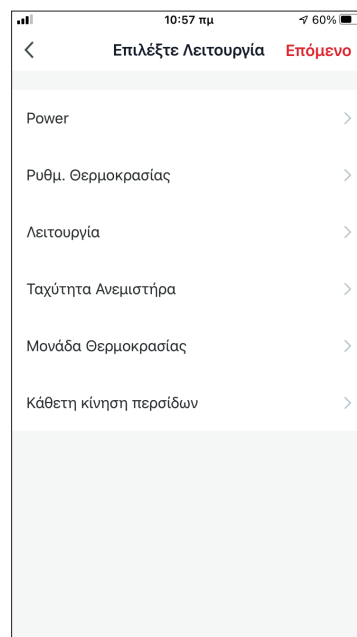 10:57 πμ
60%
Επιλέξτε Λειτουργία
Επόμενο
Power
Ρυθμ. Θερμοκρασίας
Λειτουργία
Ταχύτητα Ανεμιστήρα
Μονάδα Θερμοκρασίας
Κάθετη κίνηση περσίδων